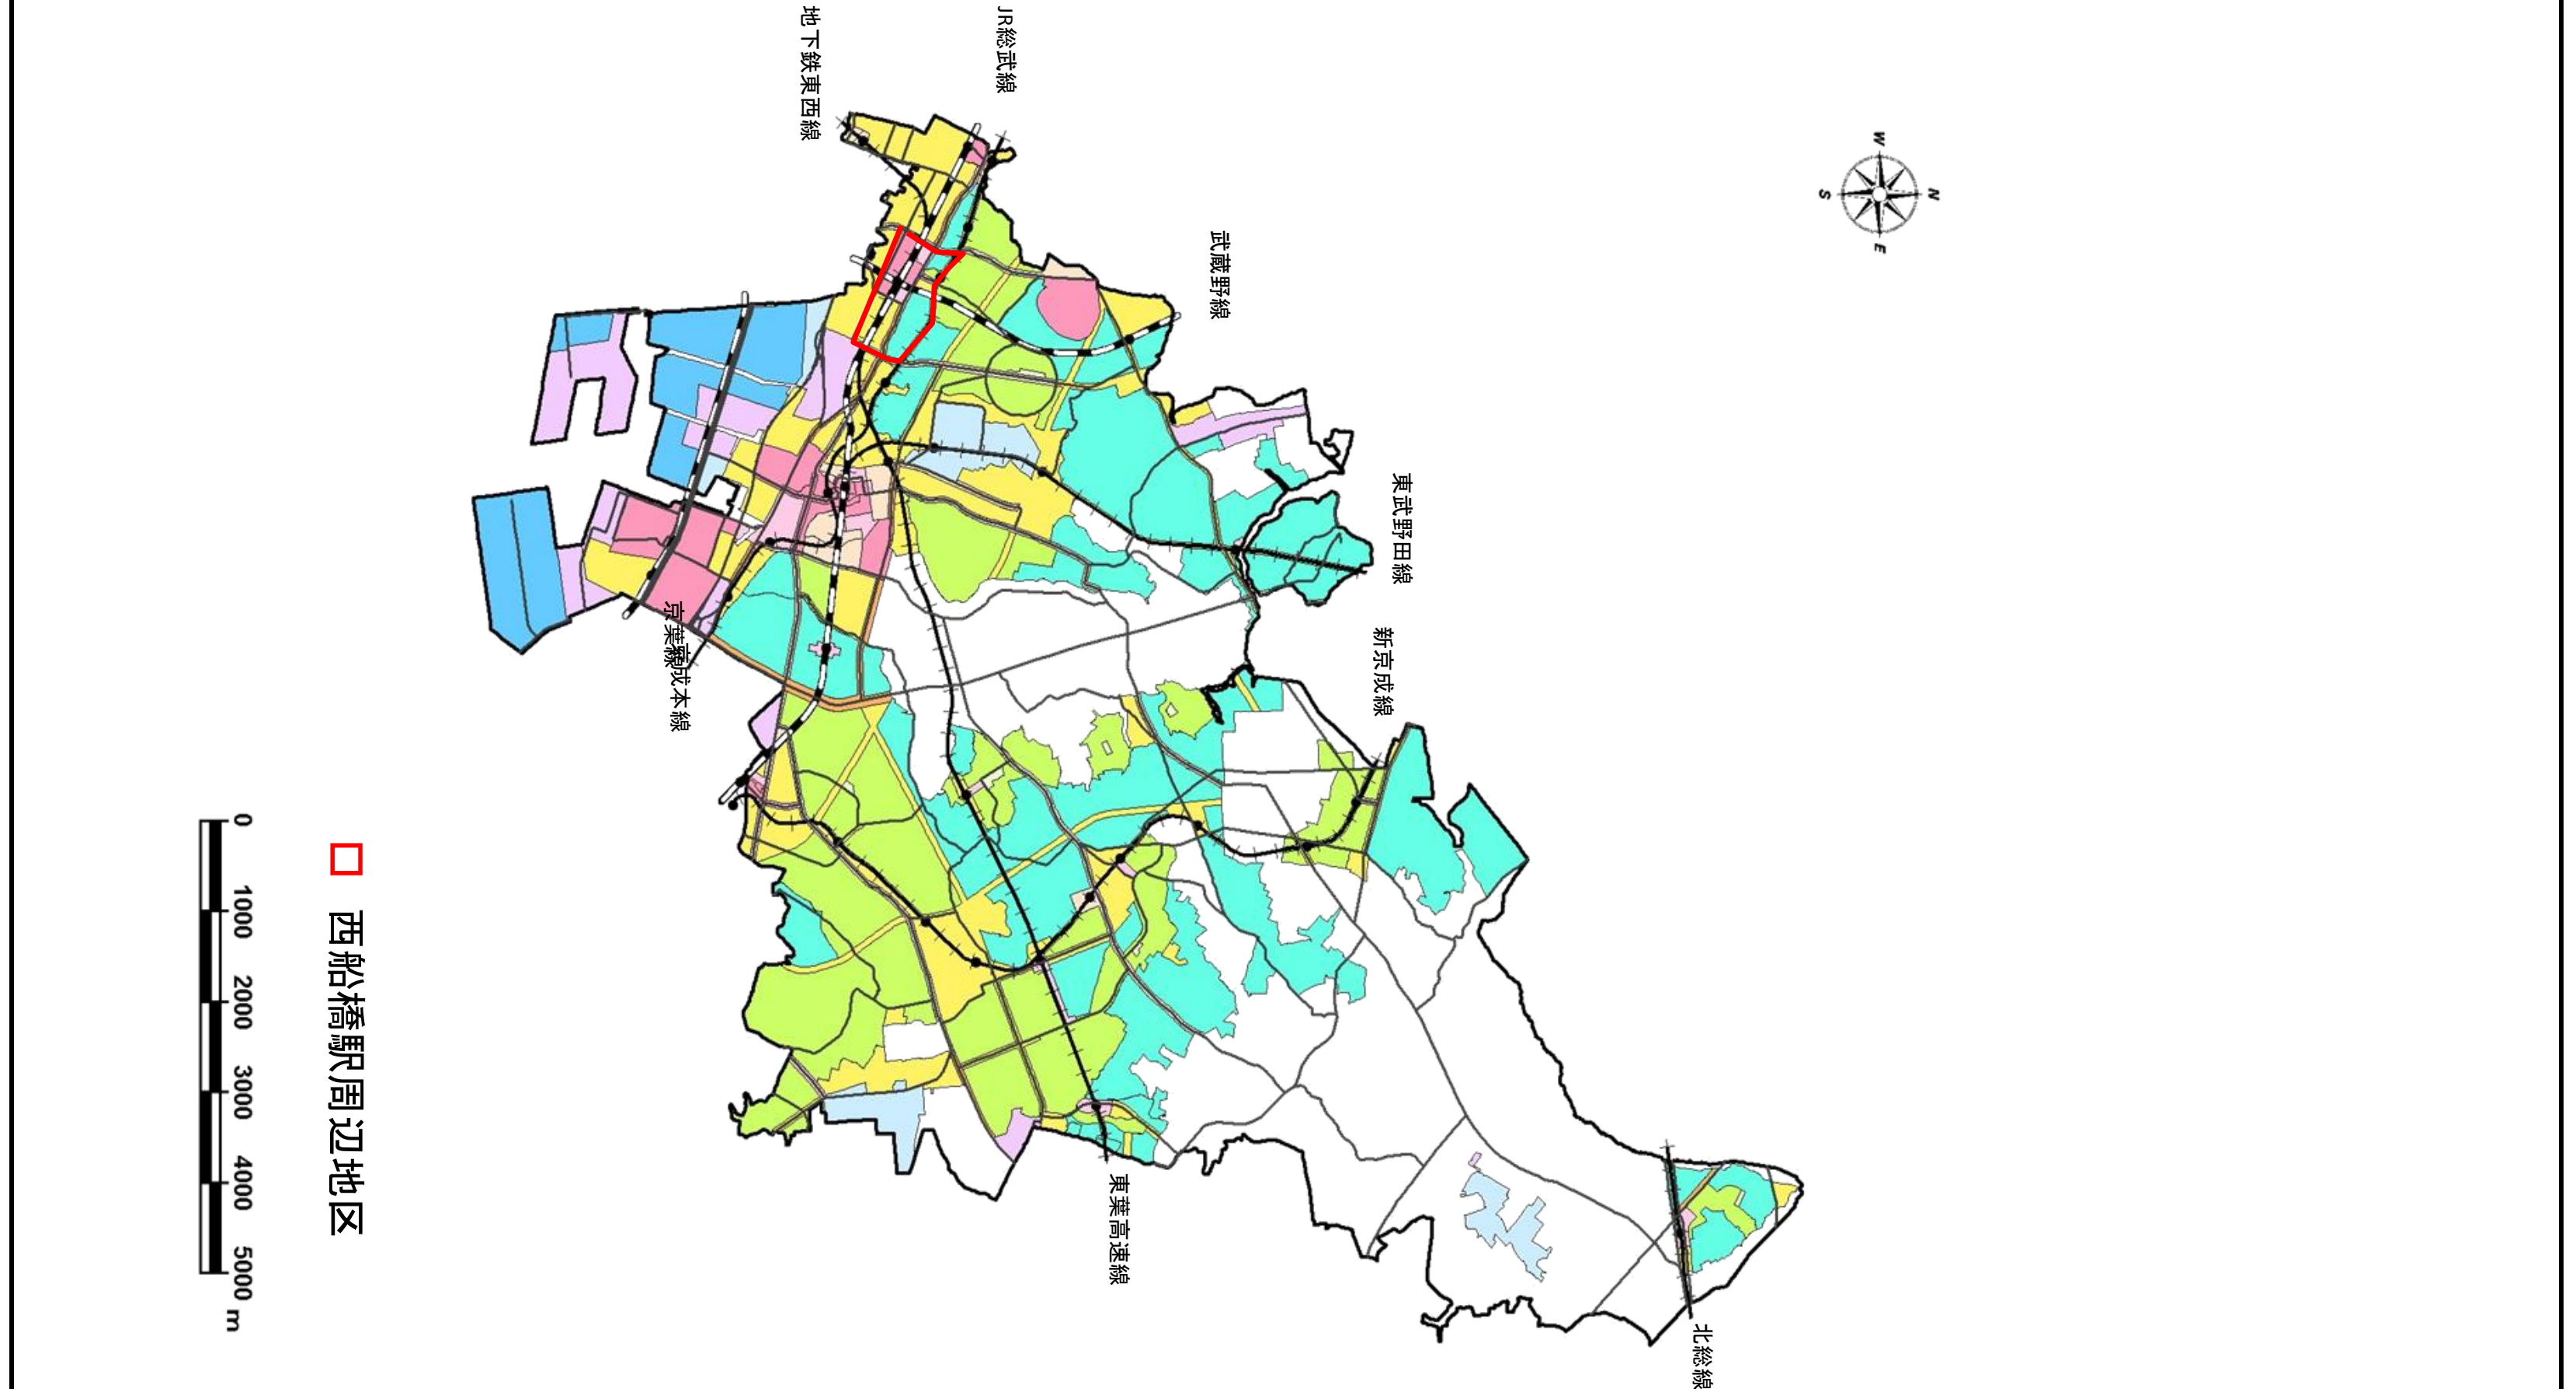 JR総武線
地下鉄東西線
武蔵野線
東武野田線
新京成線
京葉線
京成本線
東葉高速線
北総線
N
W
E
S
西船橋駅周辺地区
0 1000 2000 3000 4000 5000 m